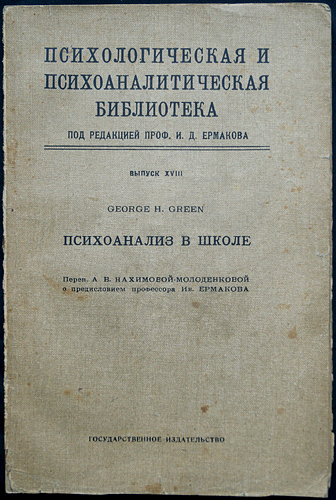 ПСИХОЛОГИЧЕСКАЯ И
ПСИХОАНАЛИТИЧЕСКАЯ
БИБЛИОТЕКА
ПОД РЕДАКЦИЕЙ ПРОФ. И. Д. ЕРМАКОВА
ВЫПУСК XVIII
GEORGE H. GREEN
ПСИХОАНАЛИЗ В ШКОЛЕ
Перев. А. В. НАХИМОВОЙ-МОЛОДЕНКОВОЙ
с предисловием профессора Ив. ЕРМАКОВА
ГОСУДАРСТВЕННОЕ ИЗДАТЕЛЬСТВО